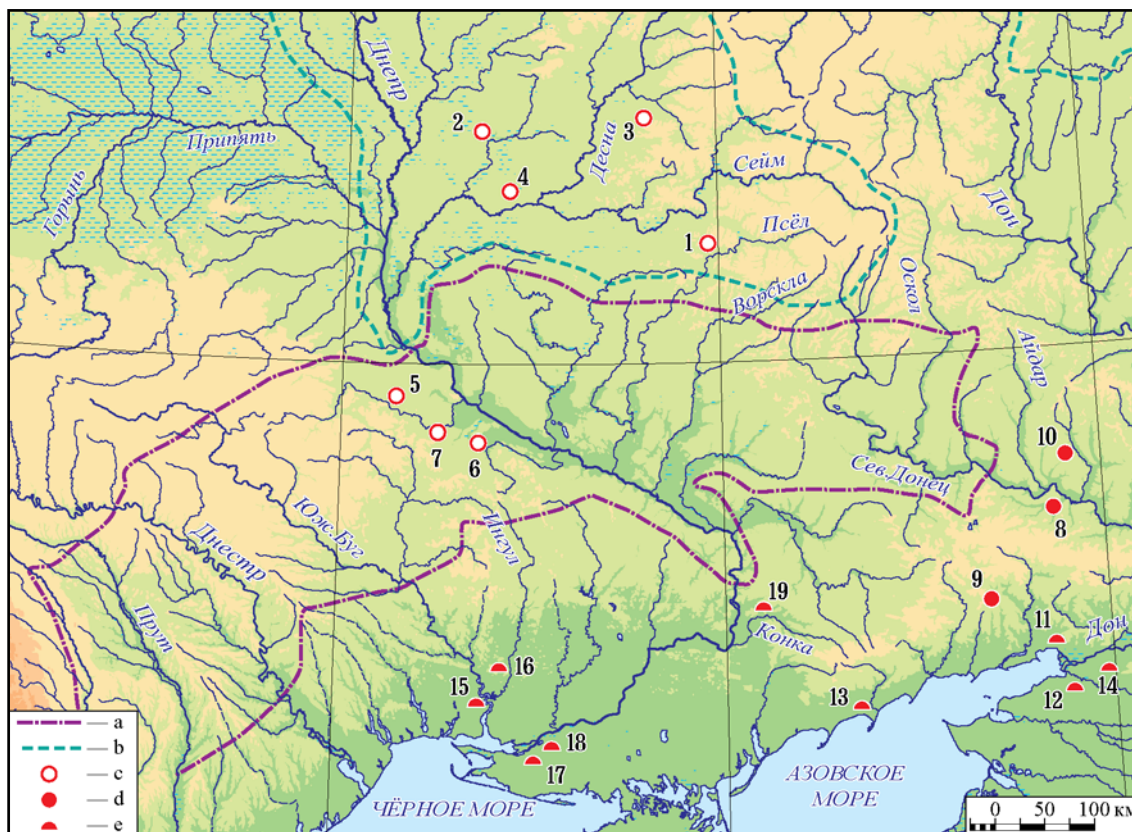 Днепр
Припять
Горынь
2
3
Десна
4
Сейм
Дон
1
Псёл
Ворскла
Оскол
Айдар
5
7
6
10
Сев.Донец
8
Юж.Буг
Ингул
Днестр
Прут
9
19
Конка
11
Дон
16
15
13
12
14
18
17
ЧЁРНОЕ МОРЕ
АЗОВСКОЕ
МОРЕ
a
b
c
d
e
0 50 100 км